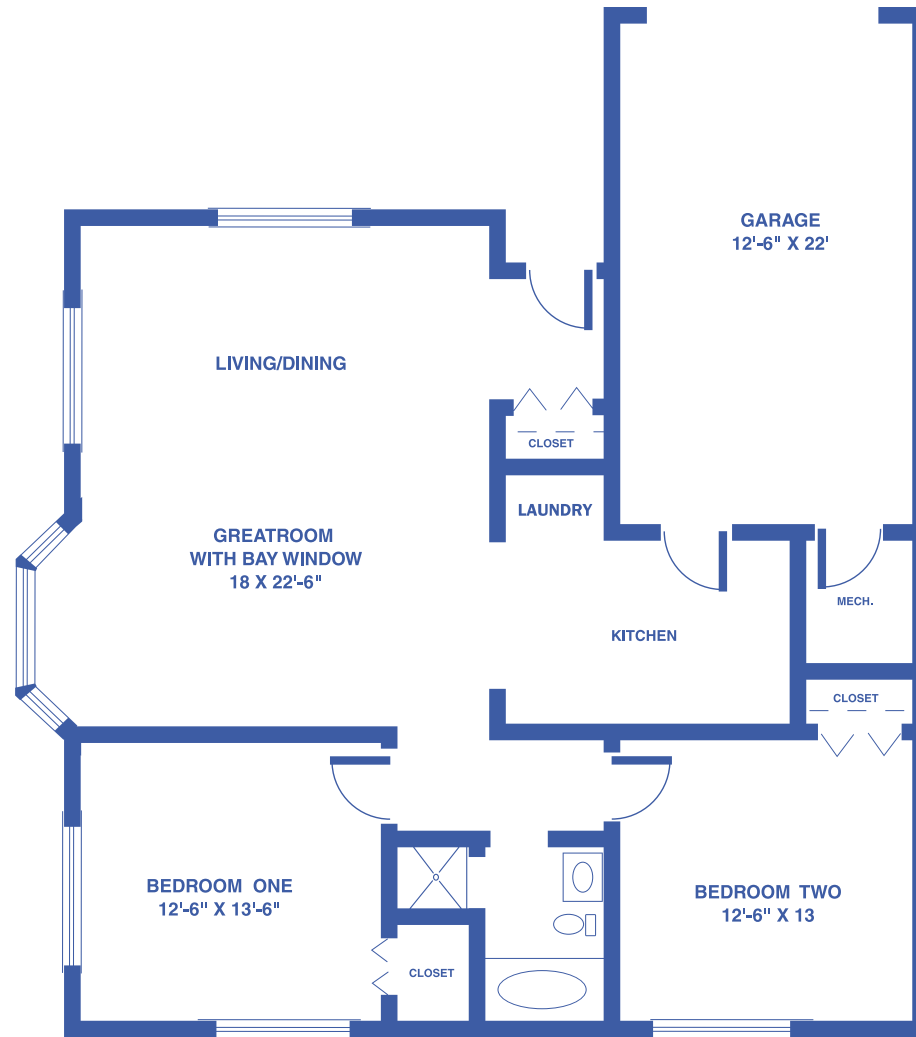 GARAGE
12'-6" X 22'
LIVING/DINING
CLOSET
LAUNDRY
GREATROOM
WITH BAY WINDOW
18 X 22'-6"
MECH.
KITCHEN
CLOSET
BEDROOM ONE
12'-6" X 13'-6"
BEDROOM TWO
12'-6" X 13
CLOSET